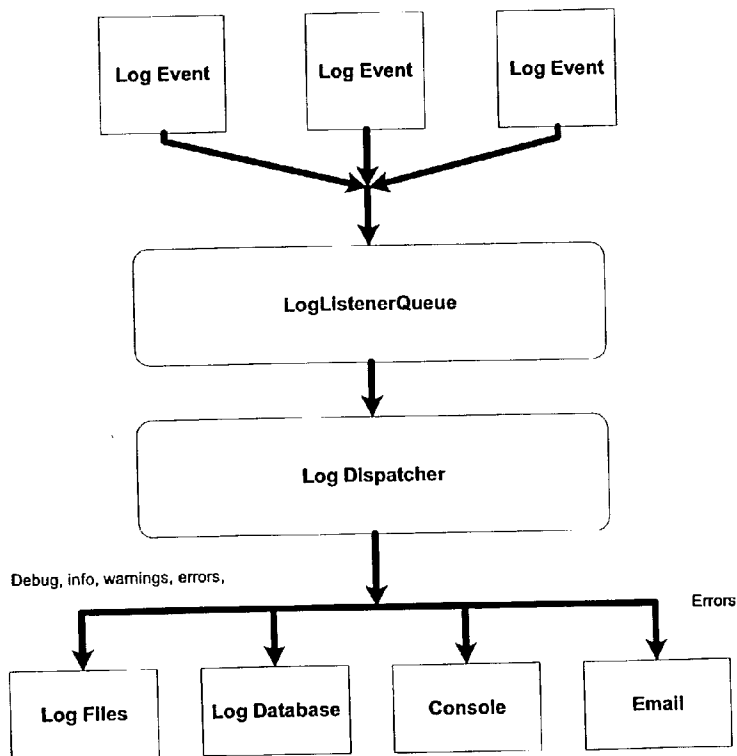 Log Event
Log Event
Log Event
LogListenerQueue
Log Dispatcher
Debug, info, warnings, errors,
Errors
Log Files
Log Database
Console
Email